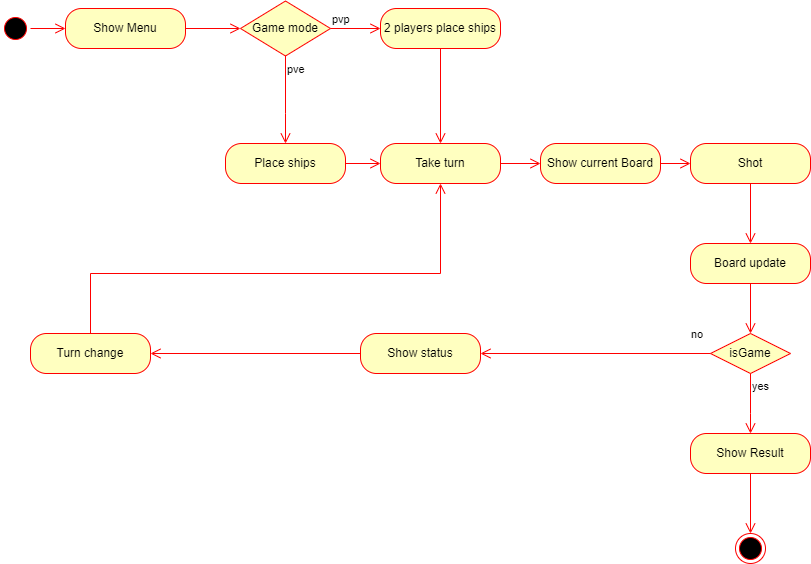 Show Menu
Game mode
pvp
2 players place ships
pve
Place ships
Take turn
Show current Board
Shot
Board update
no
isGame
Show status
Turn change
yes
Show Result